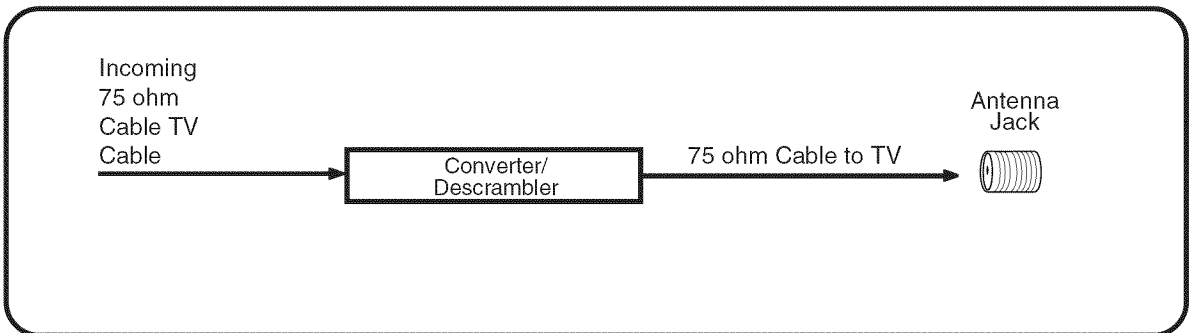 Incoming
75 ohm
Cable TV
Cable
Converter/
Descrambler
75 ohm Cable to TV
Antenna
Jack